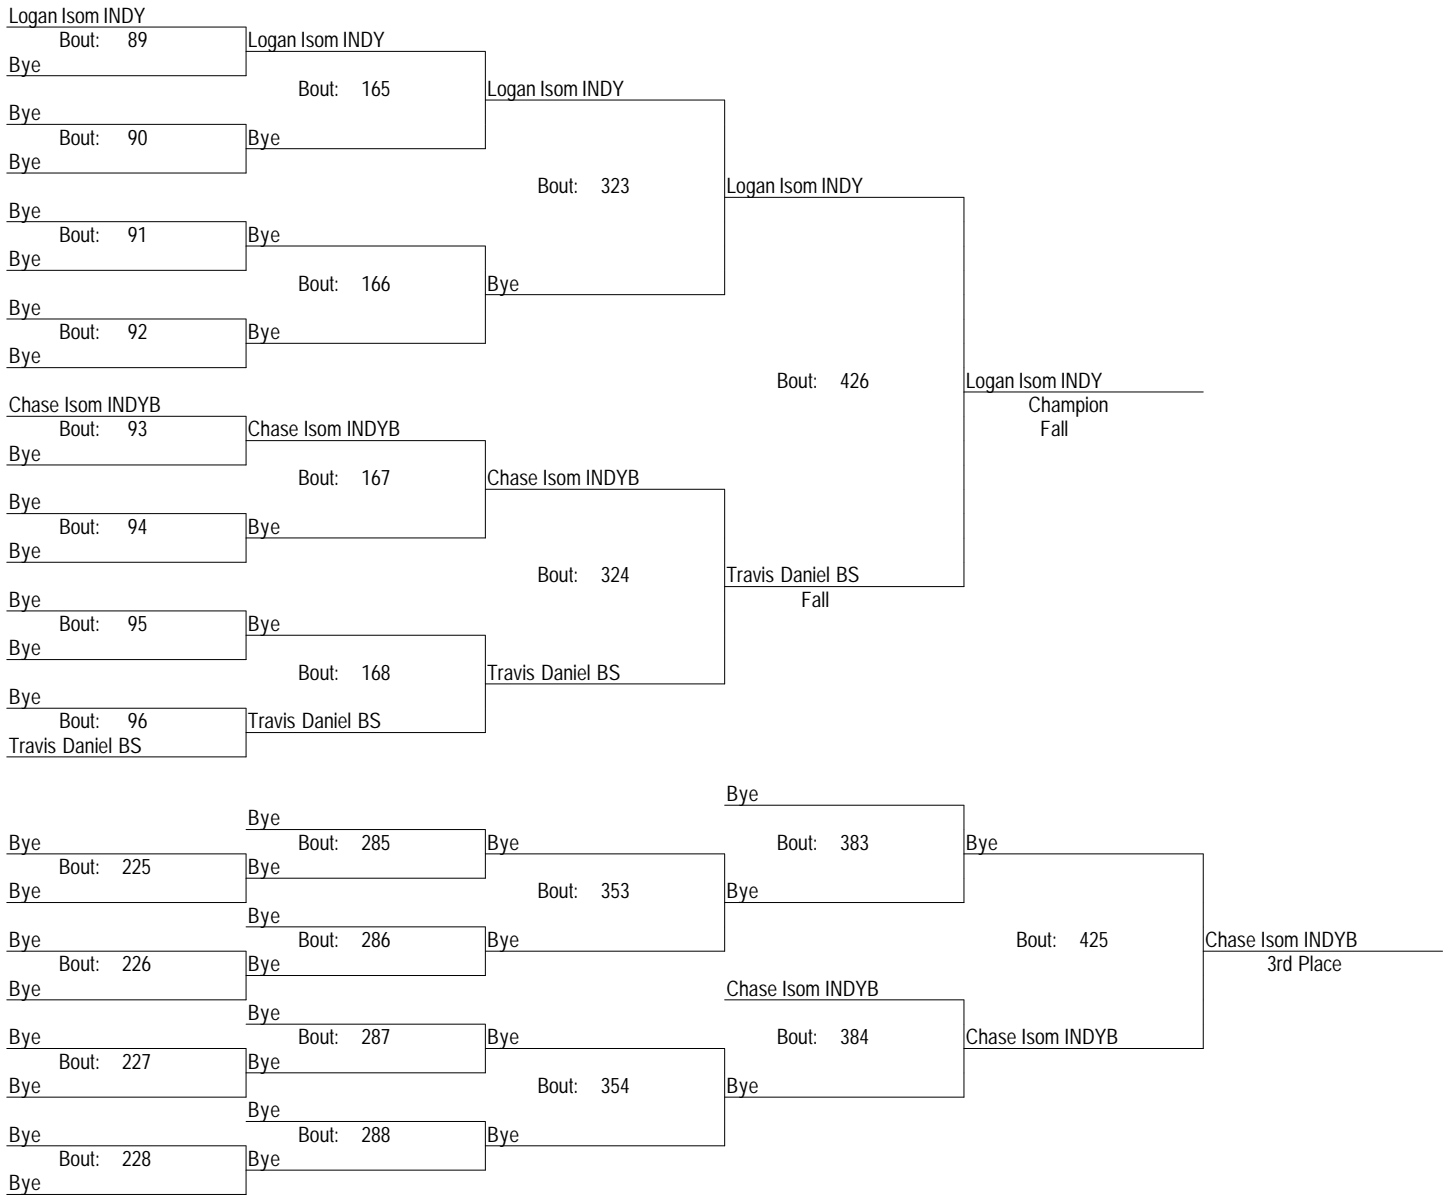 Logan Isom INDY
Bout: 89
Logan Isom INDY
Bye
Bout: 165
Logan Isom INDY
Bye
Bout: 90
Bye
Bye
Bout: 323
Logan Isom INDY
Bye
Bout: 91
Bye
Bye
Bout: 166
Bye
Bye
Bout: 92
Bye
Bye
Bout: 426
Logan Isom INDY
Champion
Fall
Chase Isom INDYB
Bout: 93
Chase Isom INDYB
Bye
Bout: 167
Chase Isom INDYB
Bye
Bout: 94
Bye
Bye
Bout: 324
Travis Daniel BS
Fall
Bye
Bout: 95
Bye
Bye
Bout: 168
Travis Daniel BS
Bye
Bout: 96
Travis Daniel BS
Travis Daniel BS
Bye
Bye
Bye
Bout: 285
Bye
Bout: 383
Bye
Bout: 225
Bye
Bye
Bout: 353
Bye
Bye
Bye
Bout: 286
Bye
Bout: 425
Chase Isom INDYB
3rd Place
Bout: 226
Bye
Bye
Chase Isom INDYB
Bye
Bye
Bout: 287
Bye
Bout: 384
Chase Isom INDYB
Bout: 227
Bye
Bye
Bout: 354
Bye
Bye
Bye
Bout: 288
Bye
Bout: 228
Bye
Bye